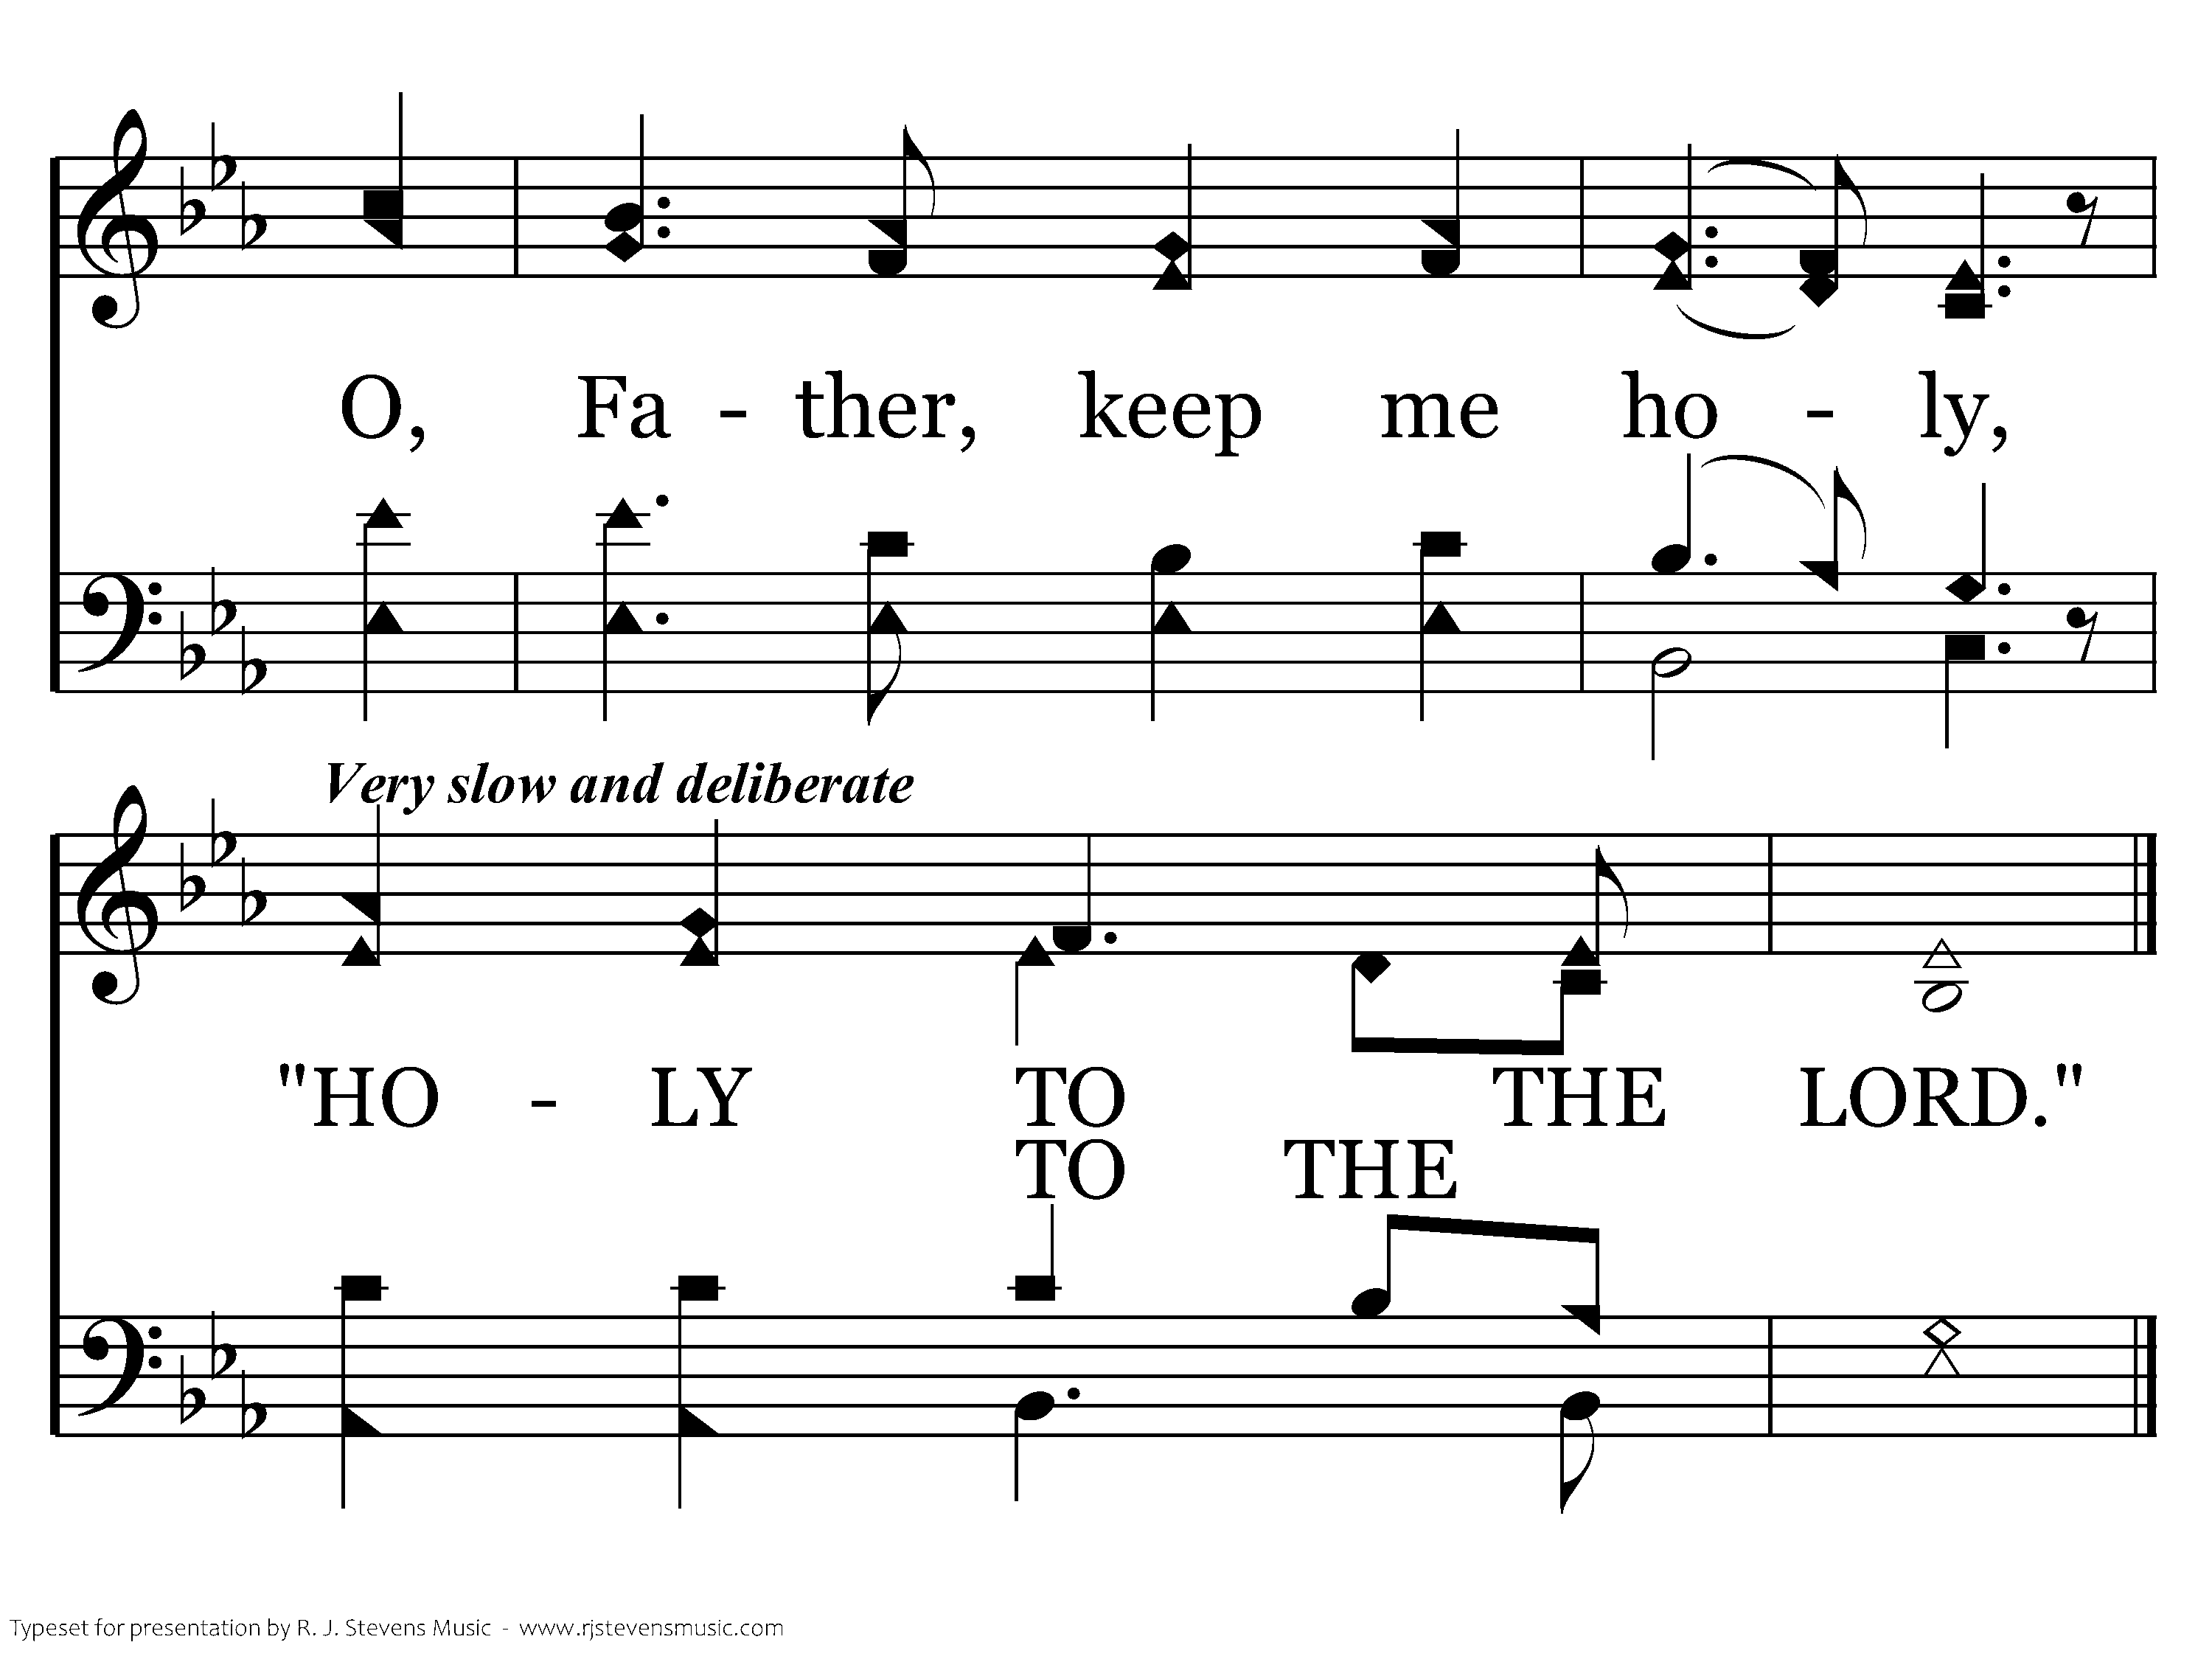 O, Fa - ther, keep me ho - ly,
Very slow and deliberate
"HO - LY TO THE LORD."
TO THE
Typeset for presentation by R. J. Stevens Music - www.rjstevensmusic.com